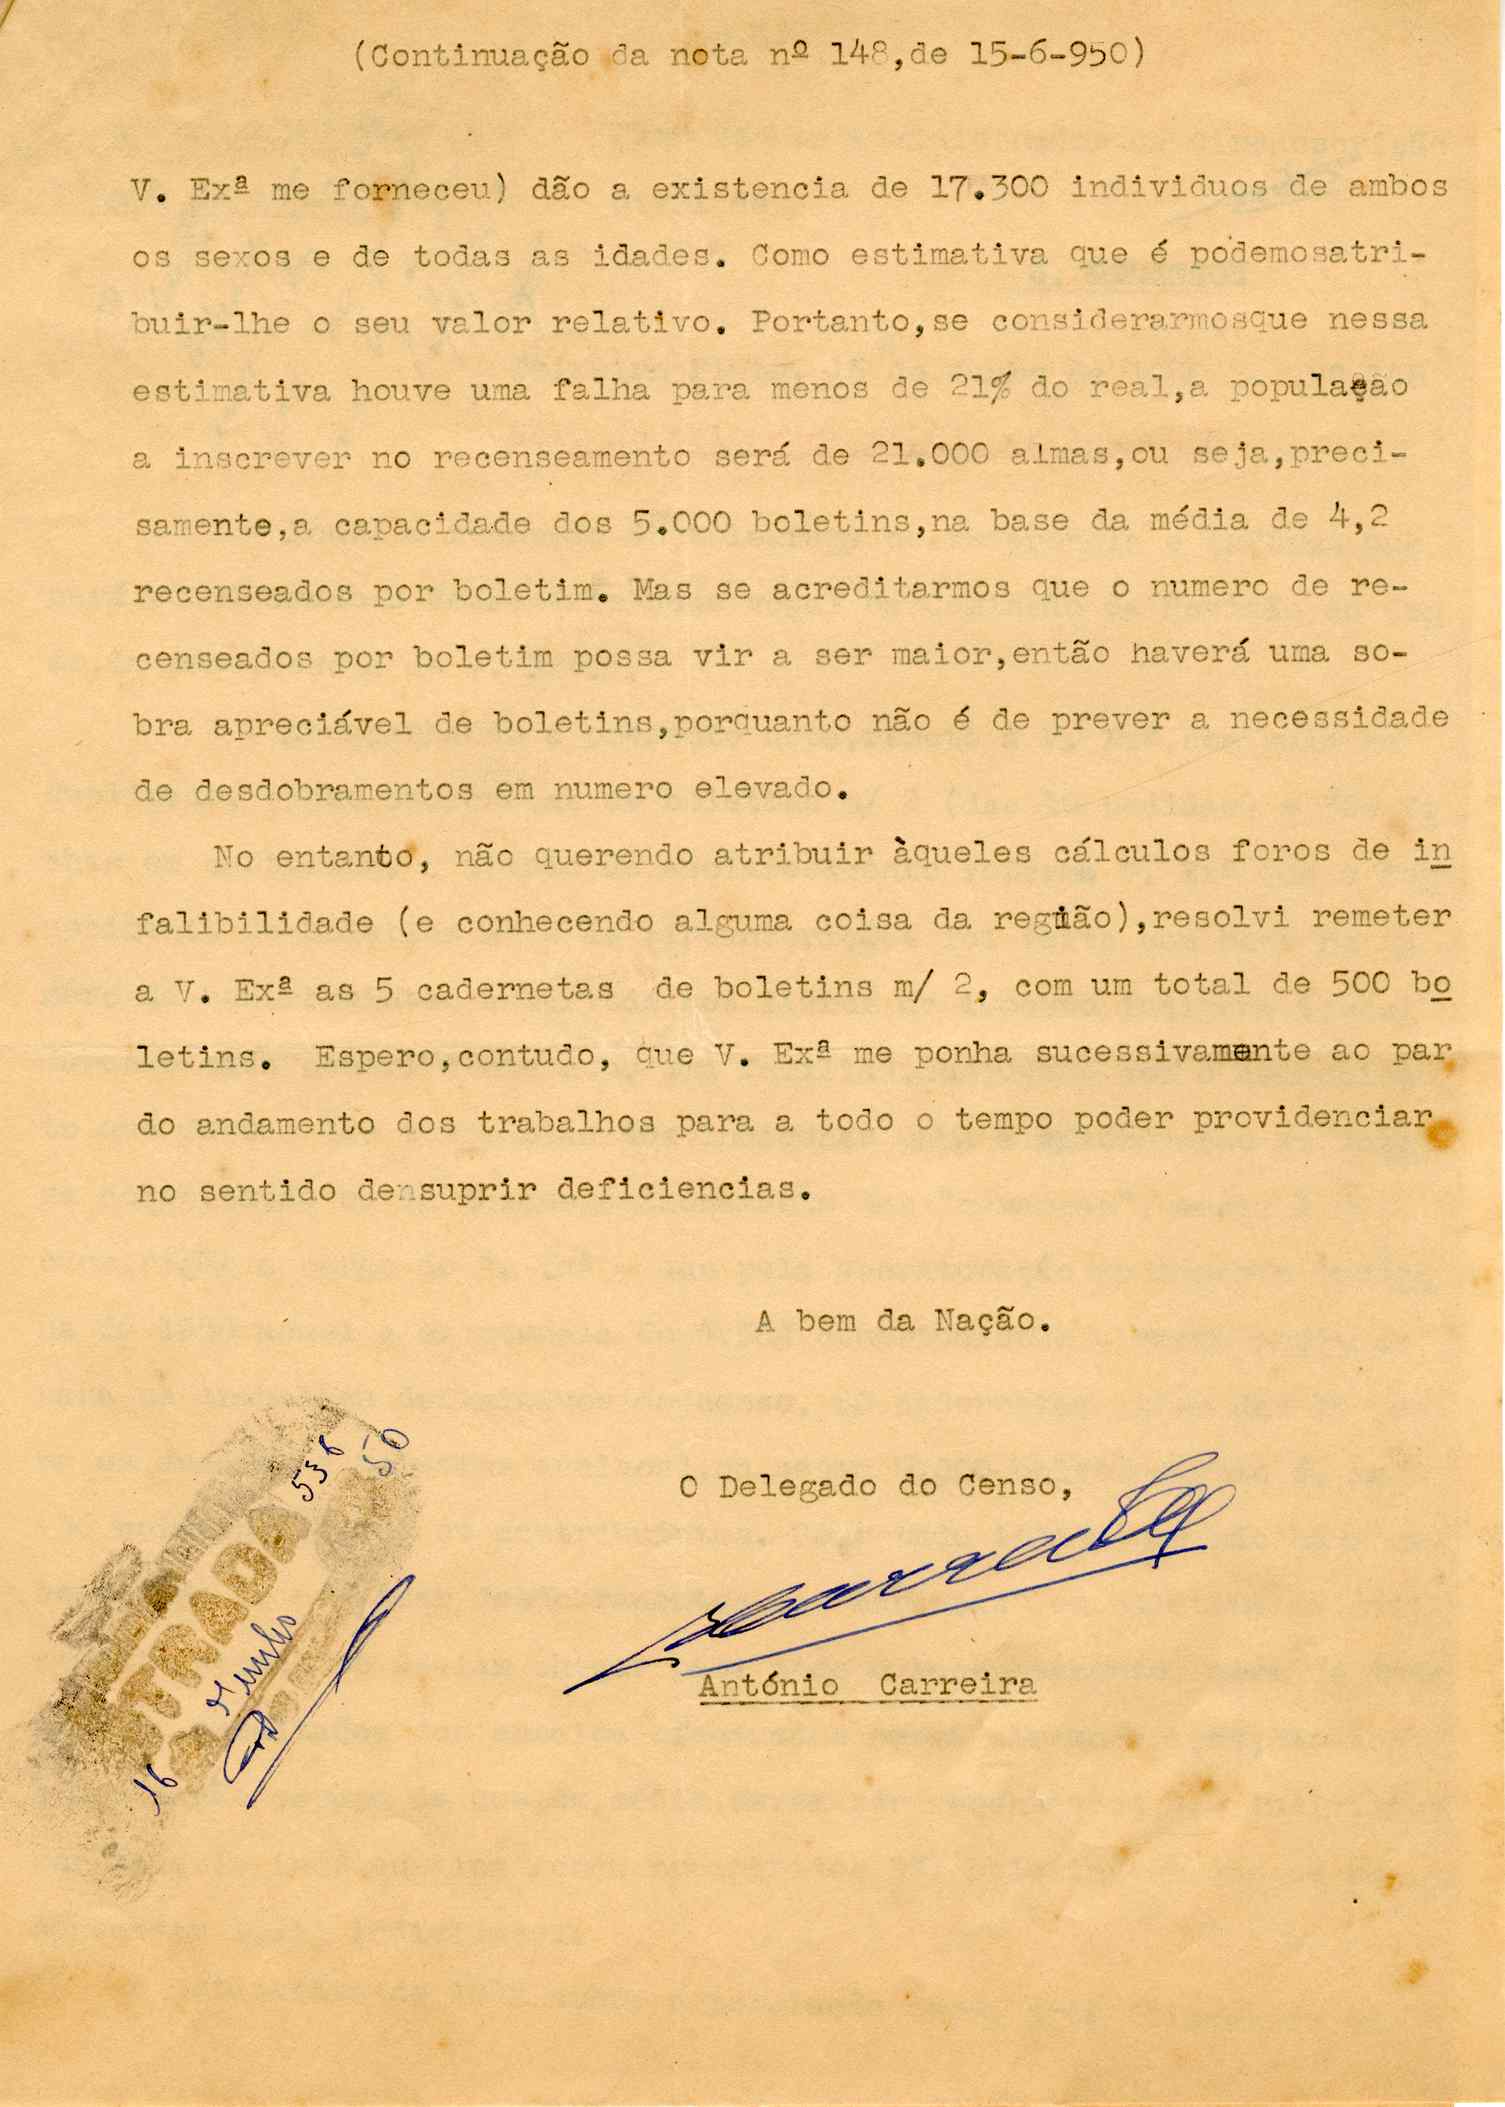 (Continuação da nota nº 148,de 15-6-950)
V. Exª me forneceu) dão a existencia de 17.300 individuos de ambos
os sexos e de todas as idades. Como estimativa que é podemosatri-
buir-lhe o seu valor relativo. Portanto,se considerarmosque nessa
estimativa houve uma falha para menos de 21% do real,a população
a inscrever no recenseamento será de 21.000 almas,ou seja,preci-
samente,a capacidade dos 5.000 boletins,na base da média de 4,2
recenseados por boletim. Mas se acreditarmos que o numero de re-
censeados por boletim possa vir a ser maior,então haverá uma so-
bra apreciável de boletins,porquanto não é de prever a necessidade
de desdobramentos em numero elevado.
No entanto, não querendo atribuir àqueles cálculos foros de in
falibilidade (e conhecendo alguma coisa da região),resolvi remeter
a V. Exª as 5 cadernetas de boletins m/ 2, com um total de 500 bo
letins. Espero,contudo, que V. Exª me ponha sucessivamente ao par
do andamento dos trabalhos para a todo o tempo poder providenciar
no sentido densuprir deficiencias.
A bem da Nação.
O Delegado do Censo,
António Carreira
538
50
16 Junho